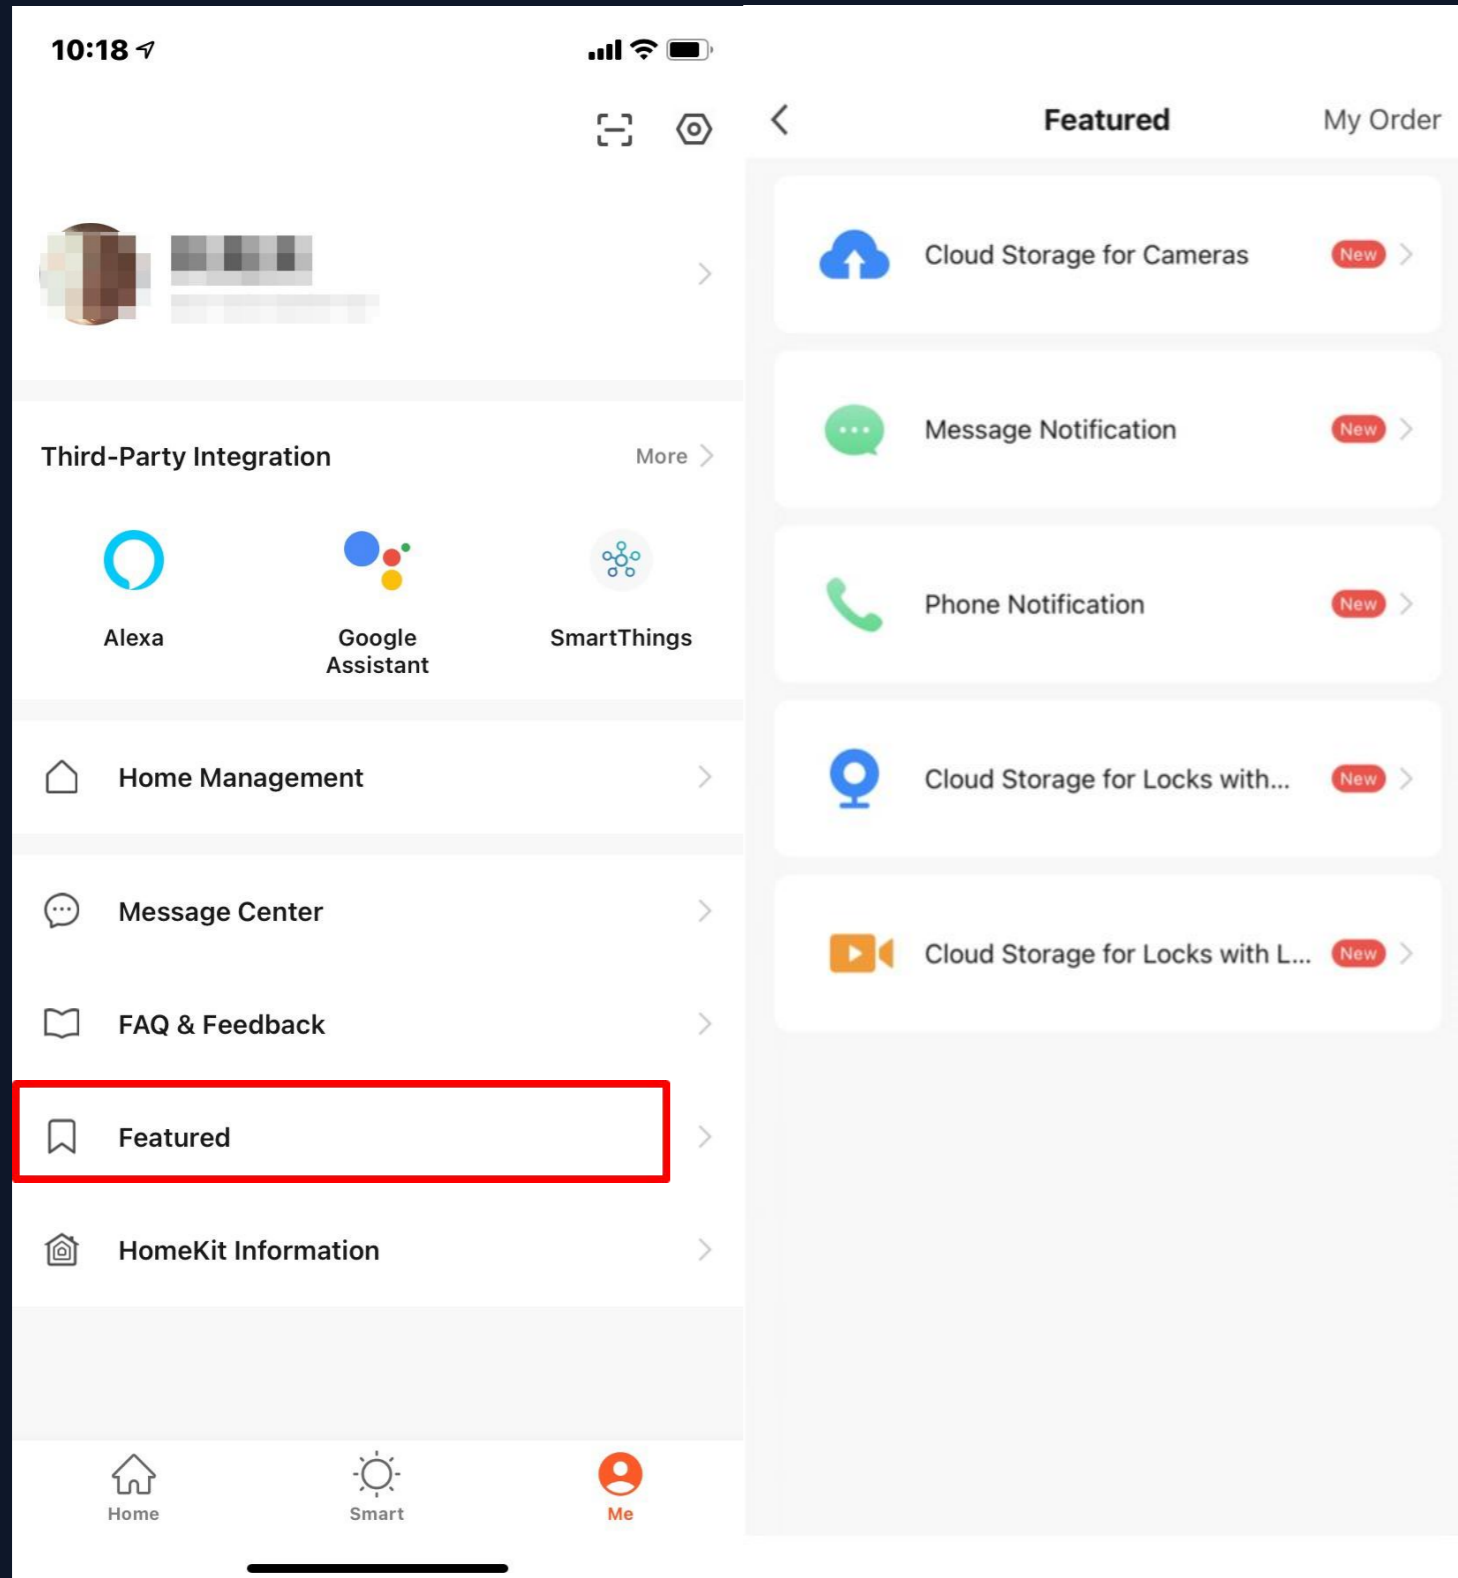 10:18
Third-Party Integration
More
Alexa
Google
Assistant
SmartThings
Home Management
Message Center
FAQ & Feedback
Featured
HomeKit Information
Home
Smart
Me
Featured
My Order
Cloud Storage for Cameras
New
Message Notification
New
Phone Notification
New
Cloud Storage for Locks with...
New
Cloud Storage for Locks with L...
New